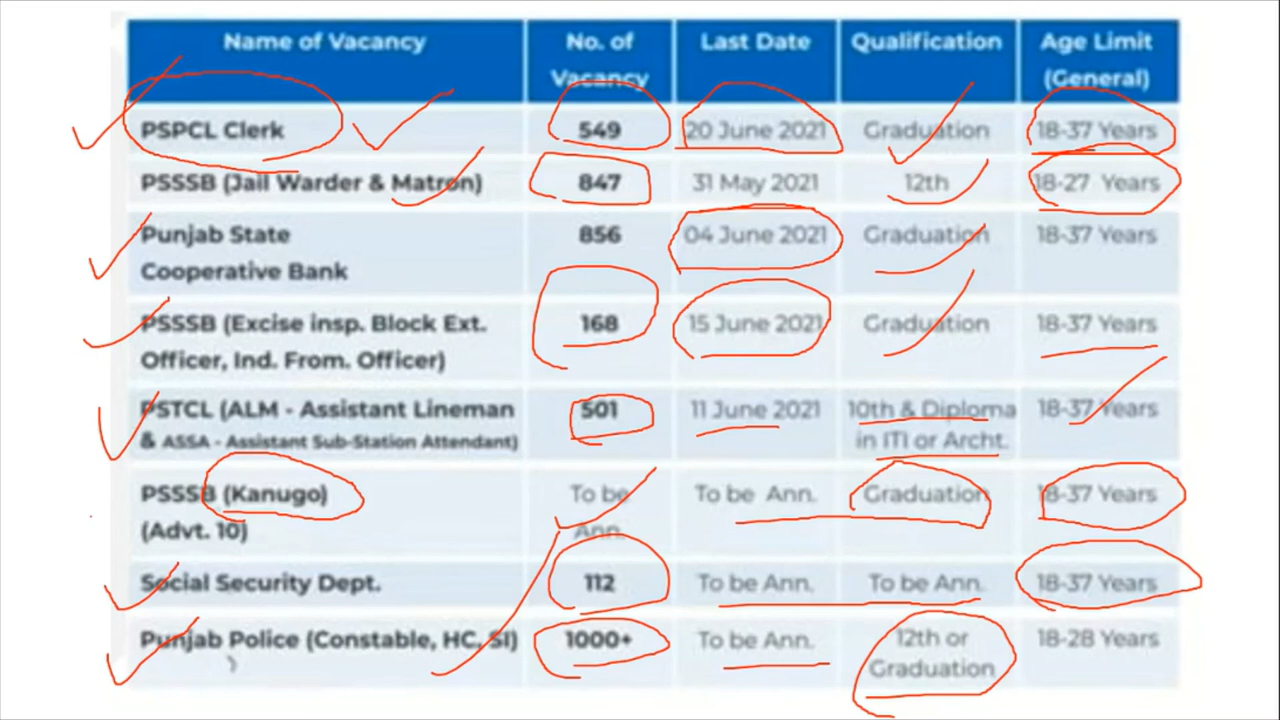 Name of Vacancy No. of Vacancy Last Date Qualification Age Limit (General)
PSPCL Clerk 549 20 June 2021 Graduation 18-37 Years
PSSSB (Jail Warder & Matron) 847 31 May 2021 12th 18-27 Years
Punjab State Cooperative Bank 856 04 June 2021 Graduation 18-37 Years
PSSSB (Excise insp. Block Ext. Officer, Ind. From. Officer) 168 15 June 2021 Graduation 18-37 Years
PSTCL (ALM - Assistant Lineman & ASSA - Assistant Sub-Station Attendant) 501 11 June 2021 10th & Diploma in ITI or Archt. 18-37 Years
PSSSB (Kanugo) (Advt. 10) To be Ann. To be Ann. Graduation 18-37 Years
Social Security Dept. 112 To be Ann. To be Ann. 18-37 Years
Punjab Police (Constable, HC, SI) ) 1000+ To be Ann. 12th or Graduation 18-28 Years